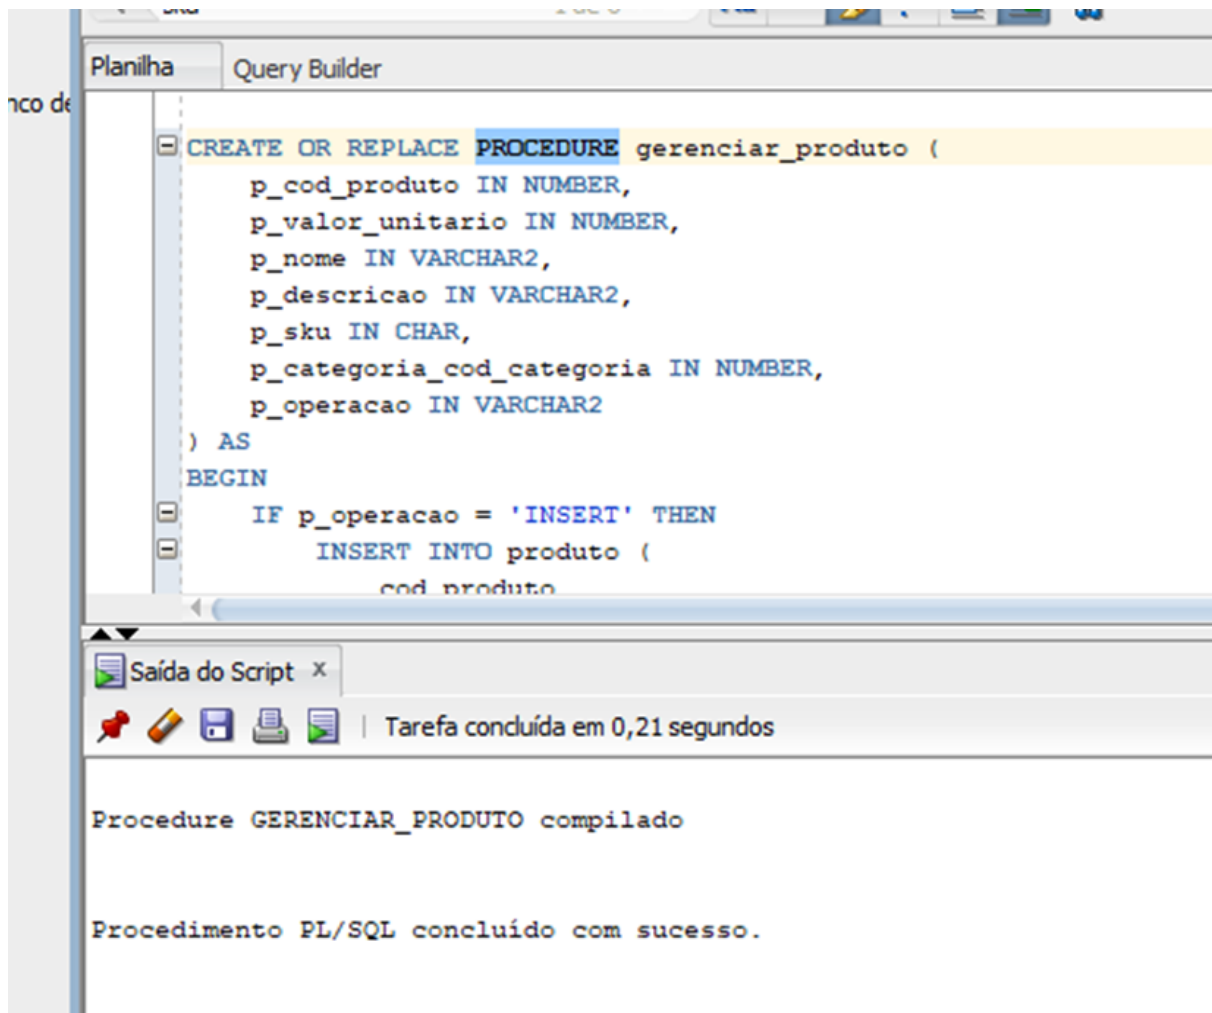 Planilha
Query Builder
CREATE OR REPLACE PROCEDURE gerenciar_produto (
p_cod_produto IN NUMBER,
p_valor_unitario IN NUMBER,
p_nome IN VARCHAR2,
p_descricao IN VARCHAR2,
p_sku IN CHAR,
p_categoria_cod_categoria IN NUMBER,
p_operacao IN VARCHAR2
) AS
BEGIN
IF p_operacao = 'INSERT' THEN
INSERT INTO produto (
cod_produto
Saída do Script x
Tarefa concluída em 0,21 segundos
Procedure GERENCIAR_PRODUTO compilado
Procedimento PL/SQL concluído com sucesso.